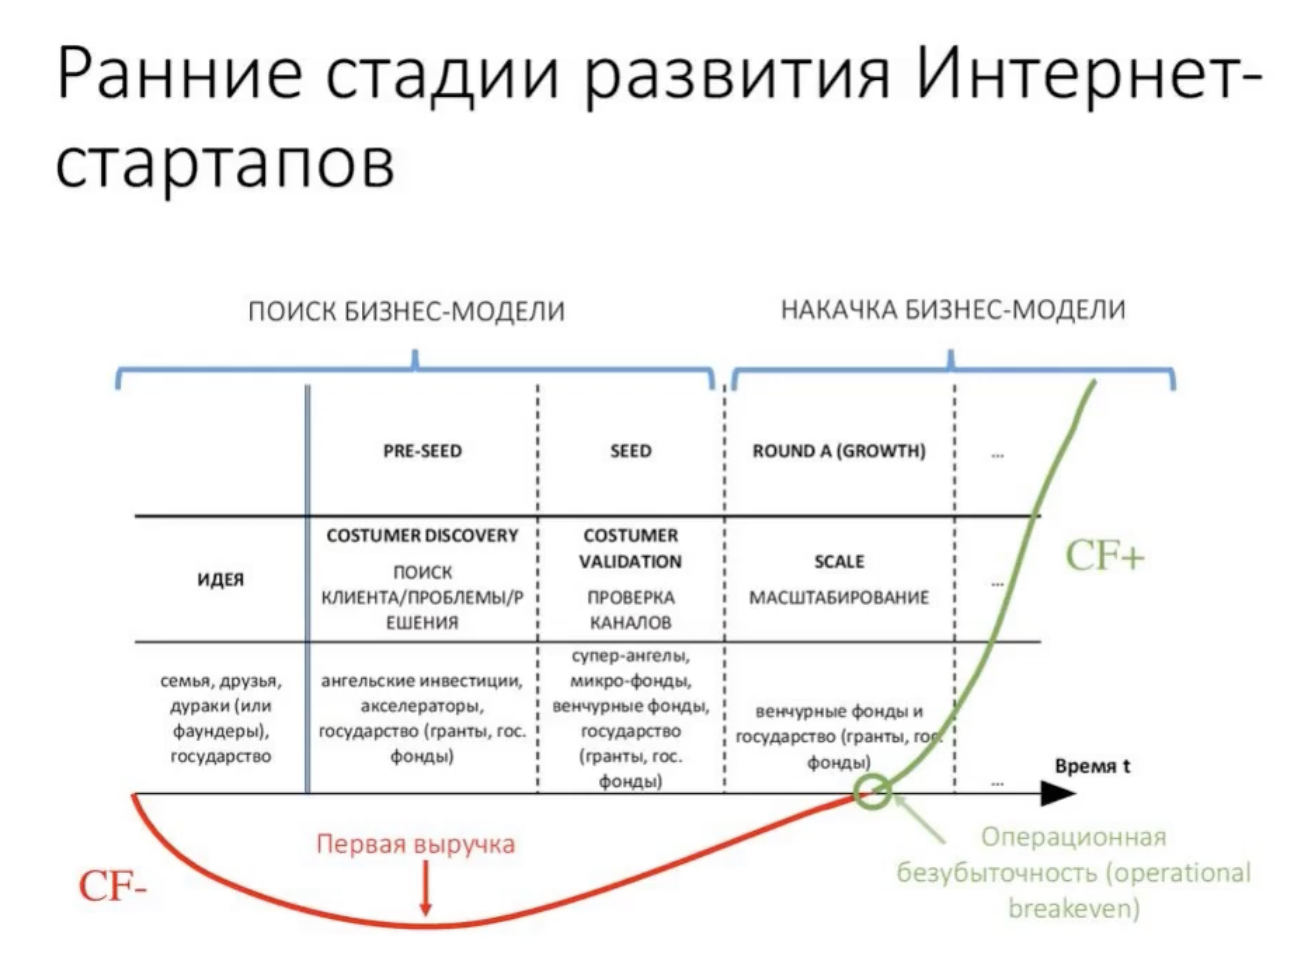 Ранние стадии развития Интернет-
стартапов
ПОИСК БИЗНЕС-МОДЕЛИ
НАКАЧКА БИЗНЕС-МОДЕЛИ
PRE-SEED
SEED
ROUND A (GROWTH)
...
ИДЕЯ
COSTUMER DISCOVERY
ПОИСК
КЛИЕНТА/ПРОБЛЕМЫ/Р
ЕШЕНИЯ
COSTUMER
VALIDATION
ПРОВЕРКА
КАНАЛОВ
SCALE
МАСШТАБИРОВАНИЕ
...
CF+
семья, друзья,
дураки (или
фаундеры),
государство
ангельские инвестиции,
акселераторы,
государство (гранты, гос.
фонды)
супер-ангелы,
микро-фонды,
венчурные фонды,
государство
(гранты, гос.
фонды)
венчурные фонды и
государство (гранты, гос.
фонды)
...
Время t
Первая выручка
CF-
Операционная
безубыточность (operational
breakeven)